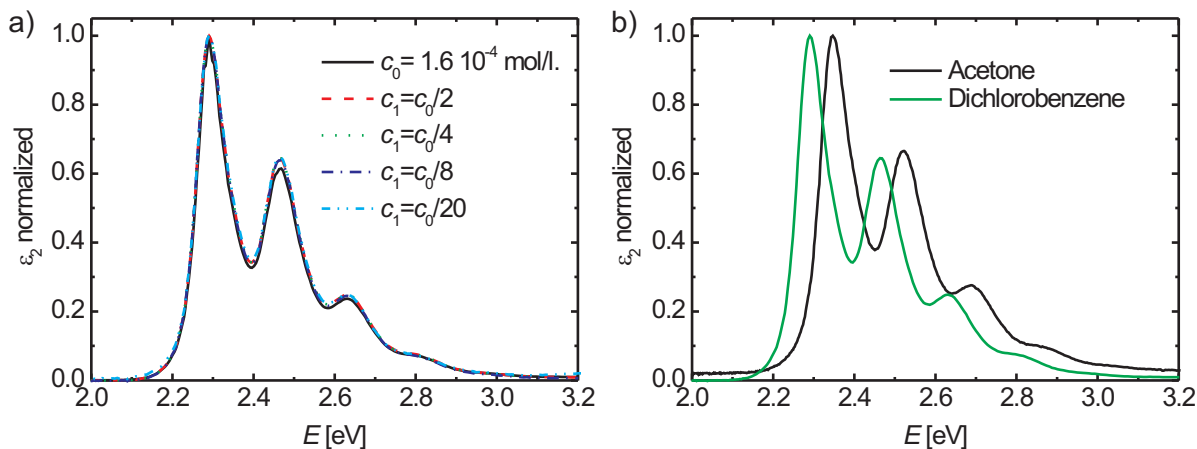 a)
ε₂ normalized
1.0
0.8
0.6
0.4
0.2
0.0
c₀= 1.6 10⁻⁴ mol/l.
c₁=c₀/2
c₁=c₀/4
c₁=c₀/8
c₁=c₀/20
2.0 2.2 2.4 2.6 2.8 3.0 3.2
E [eV]
b)
ε₂ normalized
1.0
0.8
0.6
0.4
0.2
0.0
Acetone
Dichlorobenzene
2.0 2.2 2.4 2.6 2.8 3.0 3.2
E [eV]